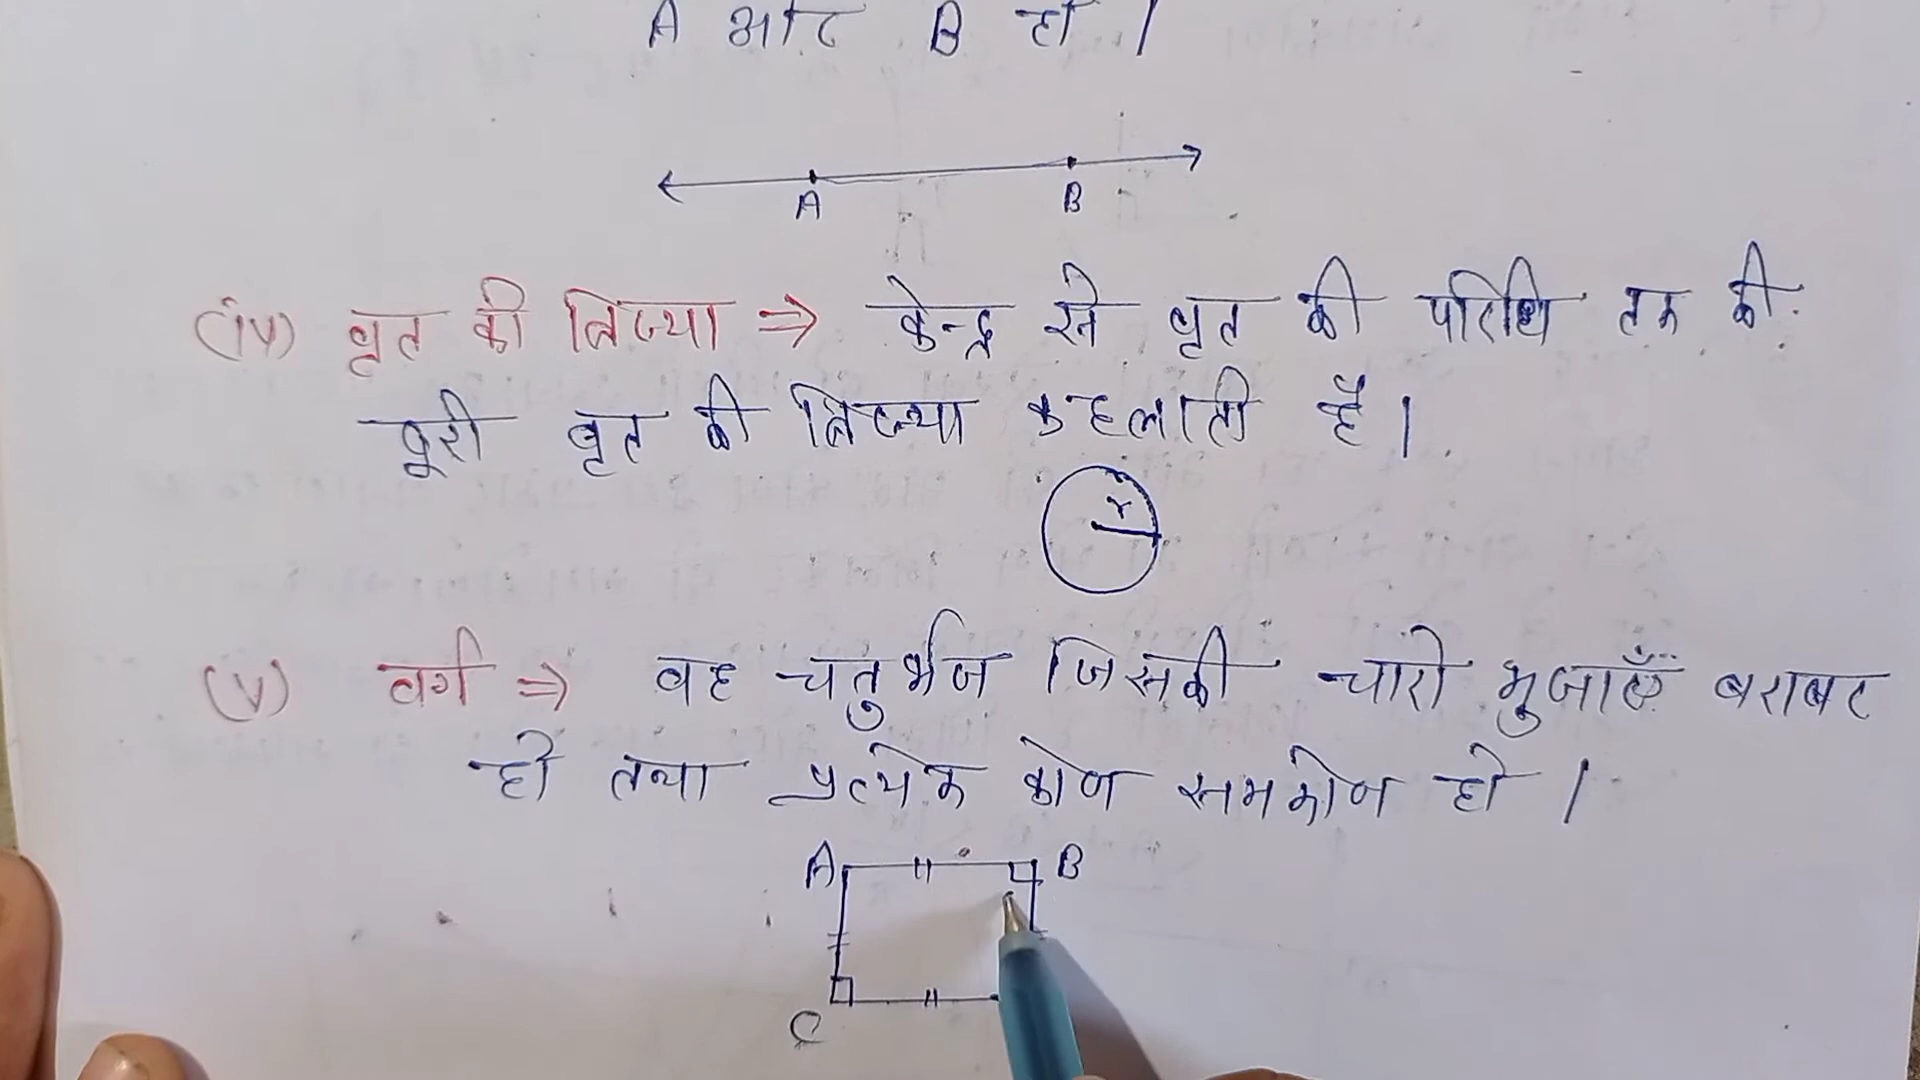 A और B हो ।
A B
(iv) वृत की त्रिज्या ⇒ केन्द्र से वृत की परिधि तक की
दूरी वृत की त्रिज्या कहलाती है ।
r
(v) वर्ग ⇒ वह चतुर्भुज जिसकी चारो भुजाएँ बराबर
हो तथा प्रत्येक कोण समकोण हो ।
A B
C